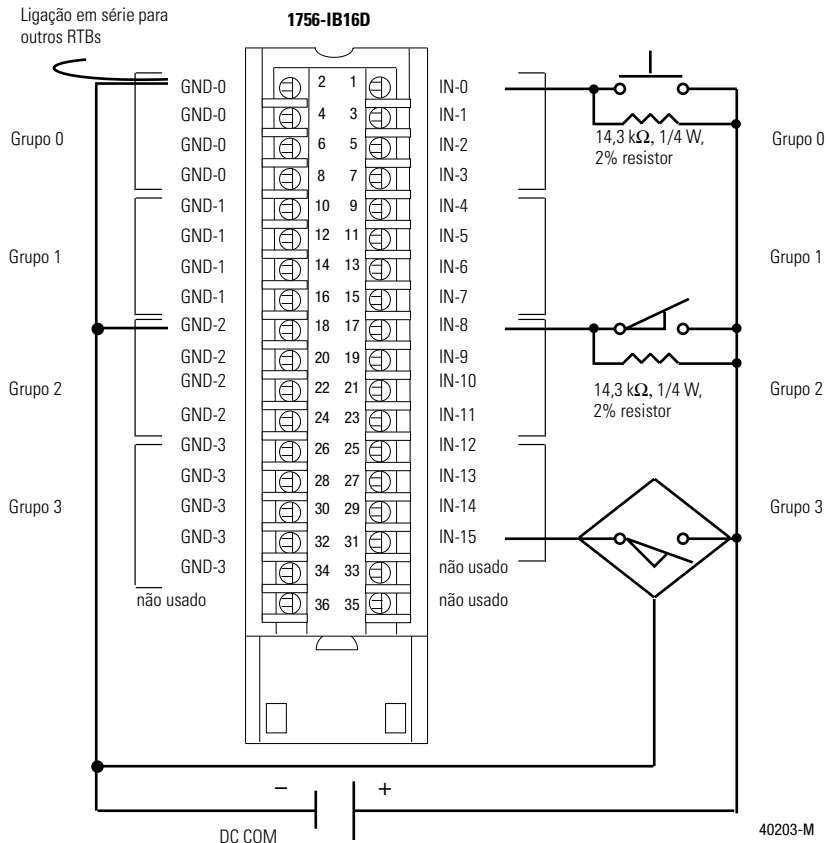 Ligação em série para
outros RTBs
1756-IB16D
Grupo 0
GND-0 2 1 IN-0
GND-0 4 3 IN-1
GND-0 6 5 IN-2
GND-0 8 7 IN-3
14,3 kΩ, 1/4 W,
2% resistor
Grupo 0
Grupo 1
GND-1 10 9 IN-4
GND-1 12 11 IN-5
GND-1 14 13 IN-6
GND-1 16 15 IN-7
Grupo 1
Grupo 2
GND-2 18 17 IN-8
GND-2 20 19 IN-9
GND-2 22 21 IN-10
GND-2 24 23 IN-11
14,3 kΩ, 1/4 W,
2% resistor
Grupo 2
Grupo 3
GND-3 26 25 IN-12
GND-3 28 27 IN-13
GND-3 30 29 IN-14
GND-3 32 31 IN-15
GND-3 34 33 não usado
não usado 36 35 não usado
Grupo 3
– +
DC COM
40203-M